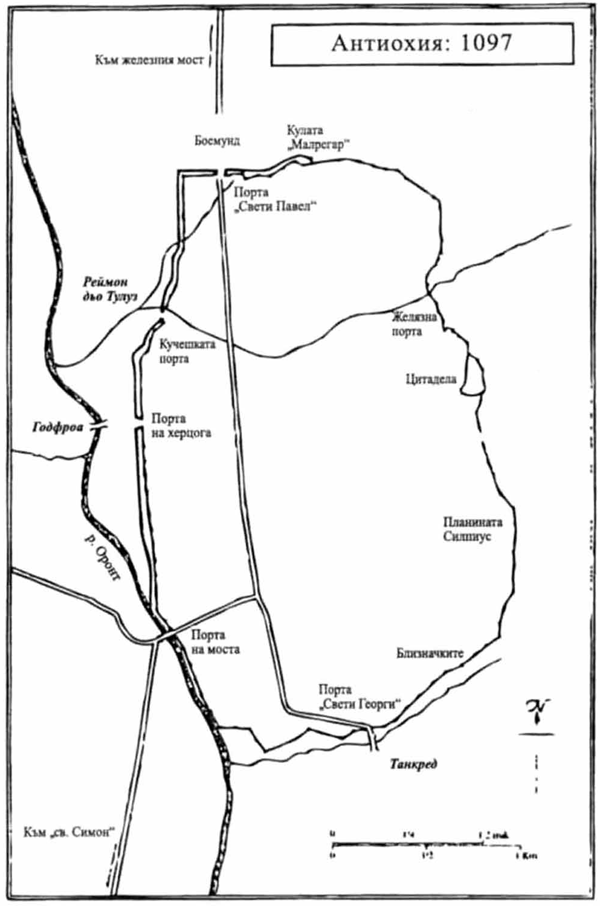 Антиохия: 1097
Към железния мост
Боемунд
Кулата
„Малрегар“
Порта
„Свети Павел“
Реймон
дьо Тулуз
Желязна
порта
Кучешката
порта
Цитадела
Годфроа
Порта
на херцога
Планината
Силпиус
р. Оронт
Порта
на моста
Близначките
Порта
„Свети Георги“
N
Танкред
Към „св. Симон“
0 1/4 1/2
0 1/2 1 Km